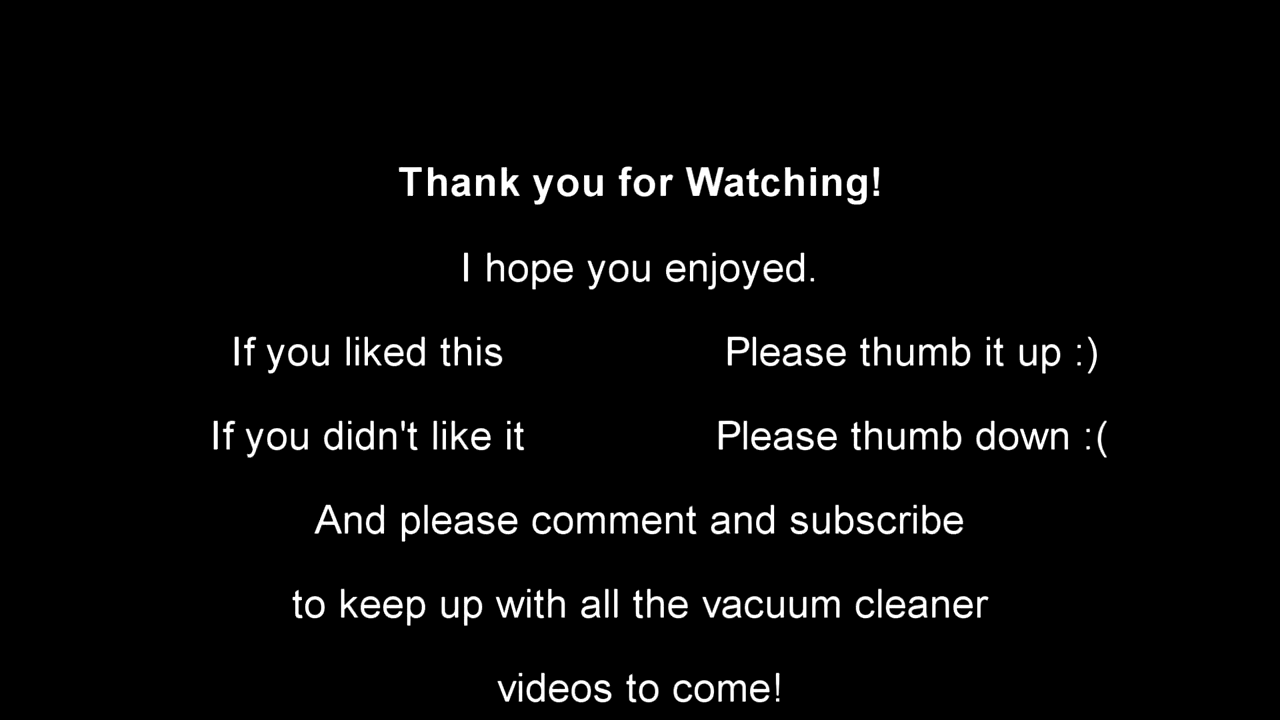 Thank you for Watching!
I hope you enjoyed.
If you liked this Please thumb it up :)
If you didn't like it Please thumb down :(
And please comment and subscribe
to keep up with all the vacuum cleaner
videos to come!